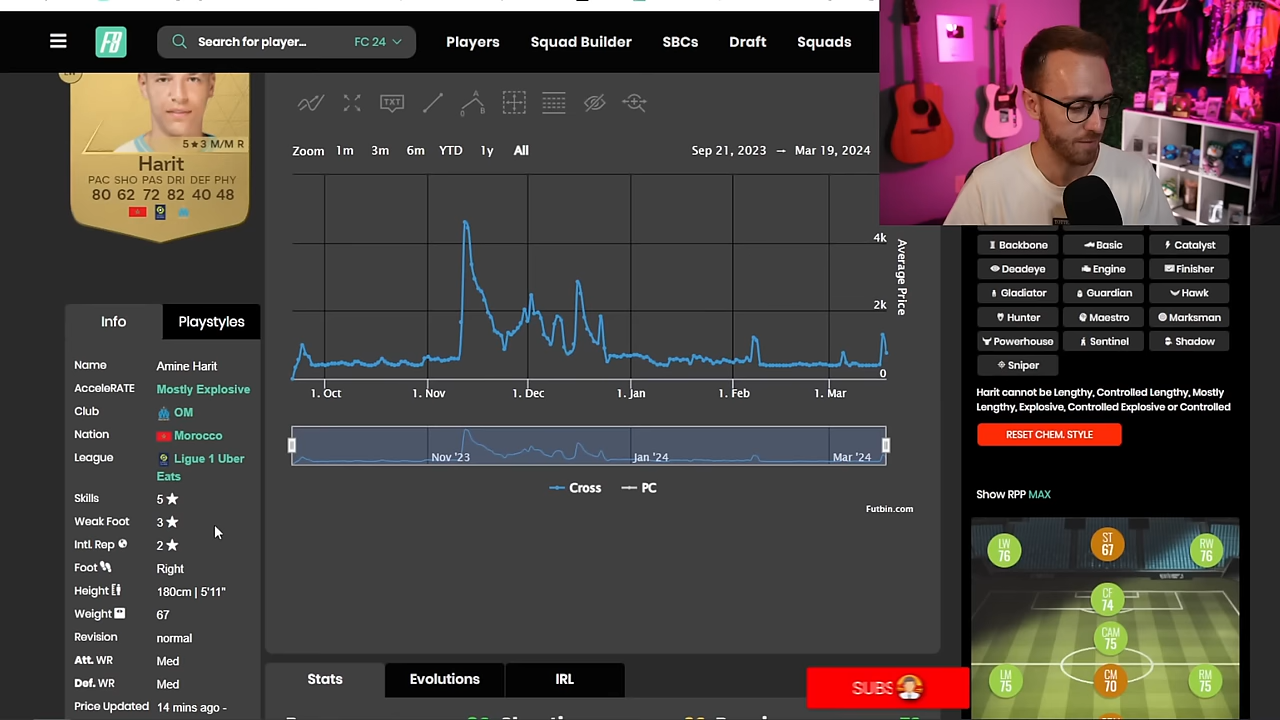 FB
Search for player...
FC 24
Players
Squad Builder
SBCs
Draft
Squads
5★3 M/M R
Harit
PAC SHO PAS DRI DEF PHY
80 62 72 82 40 48
TXT
Zoom 1m 3m 6m YTD 1y All
Sep 21, 2023 → Mar 19, 2024
4k
2k
0
Average Price
1. Oct 1. Nov 1. Dec 1. Jan 1. Feb 1. Mar
Nov '23 Jan '24 Mar '24
Cross PC
Futbin.com
Info
Playstyles
Name Amine Harit
AcceleRATE Mostly Explosive
Club OM
Nation Morocco
League Ligue 1 Uber
Eats
Skills 5★
Weak Foot 3★
Intl. Rep 2★
Foot Right
Height 180cm | 5'11"
Weight 67
Revision normal
Att. WR Med
Def. WR Med
Price Updated 14 mins ago -
Stats
Evolutions
IRL
SUBS
Backbone Basic Catalyst
Deadeye Engine Finisher
Gladiator Guardian Hawk
Hunter Maestro Marksman
Powerhouse Sentinel Shadow
Sniper
Harit cannot be Lengthy, Controlled Lengthy, Mostly
Lengthy, Explosive, Controlled Explosive or Controlled
RESET CHEM. STYLE
Show RPP MAX
LW
76
ST
67
RW
76
CF
74
CAM
75
LM
75
CM
70
RM
75